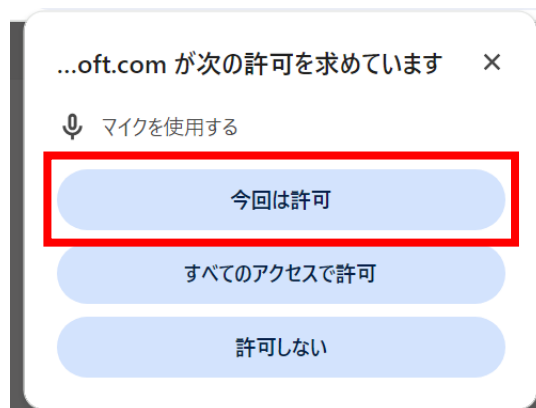 ...oft.com が次の許可を求めています
マイクを使用する
今回は許可
すべてのアクセスで許可
許可しない